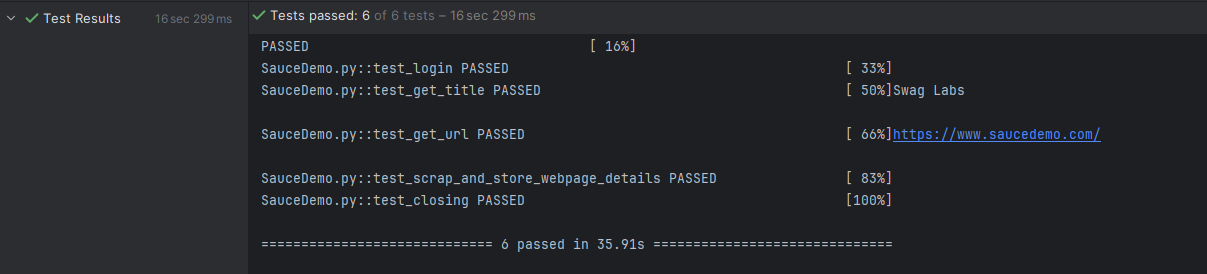 Test Results 16 sec 299 ms
Tests passed: 6 of 6 tests – 16 sec 299 ms
PASSED [ 16%]
SauceDemo.py::test_login PASSED [ 33%]
SauceDemo.py::test_get_title PASSED [ 50%]Swag Labs
SauceDemo.py::test_get_url PASSED [ 66%]https://www.saucedemo.com/
SauceDemo.py::test_scrap_and_store_webpage_details PASSED [ 83%]
SauceDemo.py::test_closing PASSED [100%]
============================= 6 passed in 35.91s ==============================